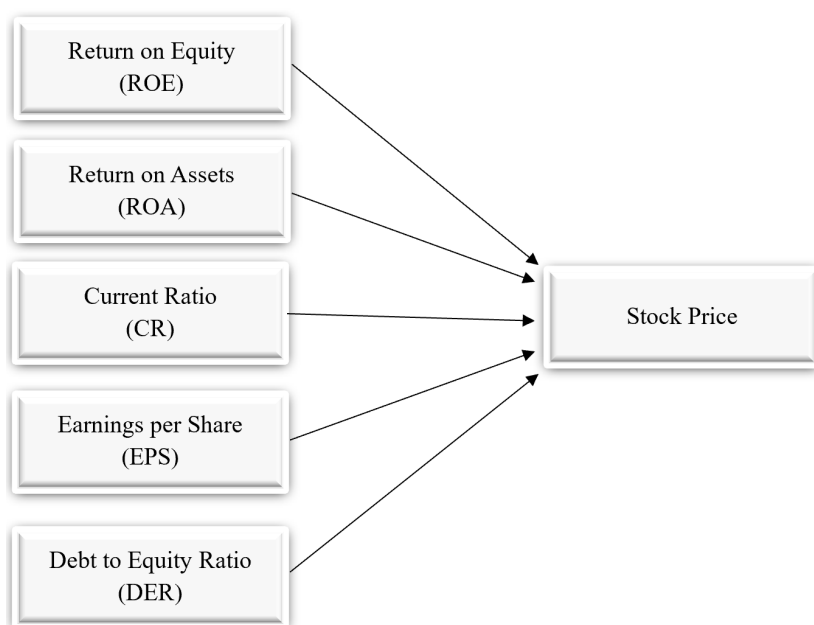 Return on Equity
(ROE)
Return on Assets
(ROA)
Current Ratio
(CR)
Earnings per Share
(EPS)
Debt to Equity Ratio
(DER)
Stock Price